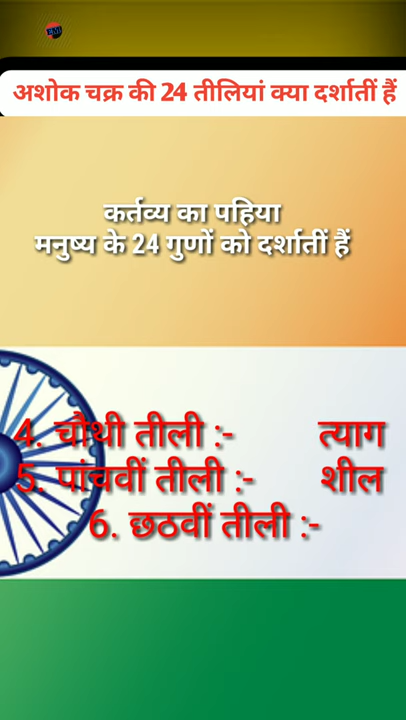 अशोक चक्र की 24 तीलियां क्या दर्शातीं हैं
कर्तव्य का पहिया
मनुष्य के 24 गुणों को दर्शातीं हैं
4. चौथी तीली :- त्याग
5. पांचवीं तीली :- शील
6. छठवीं तीली :-